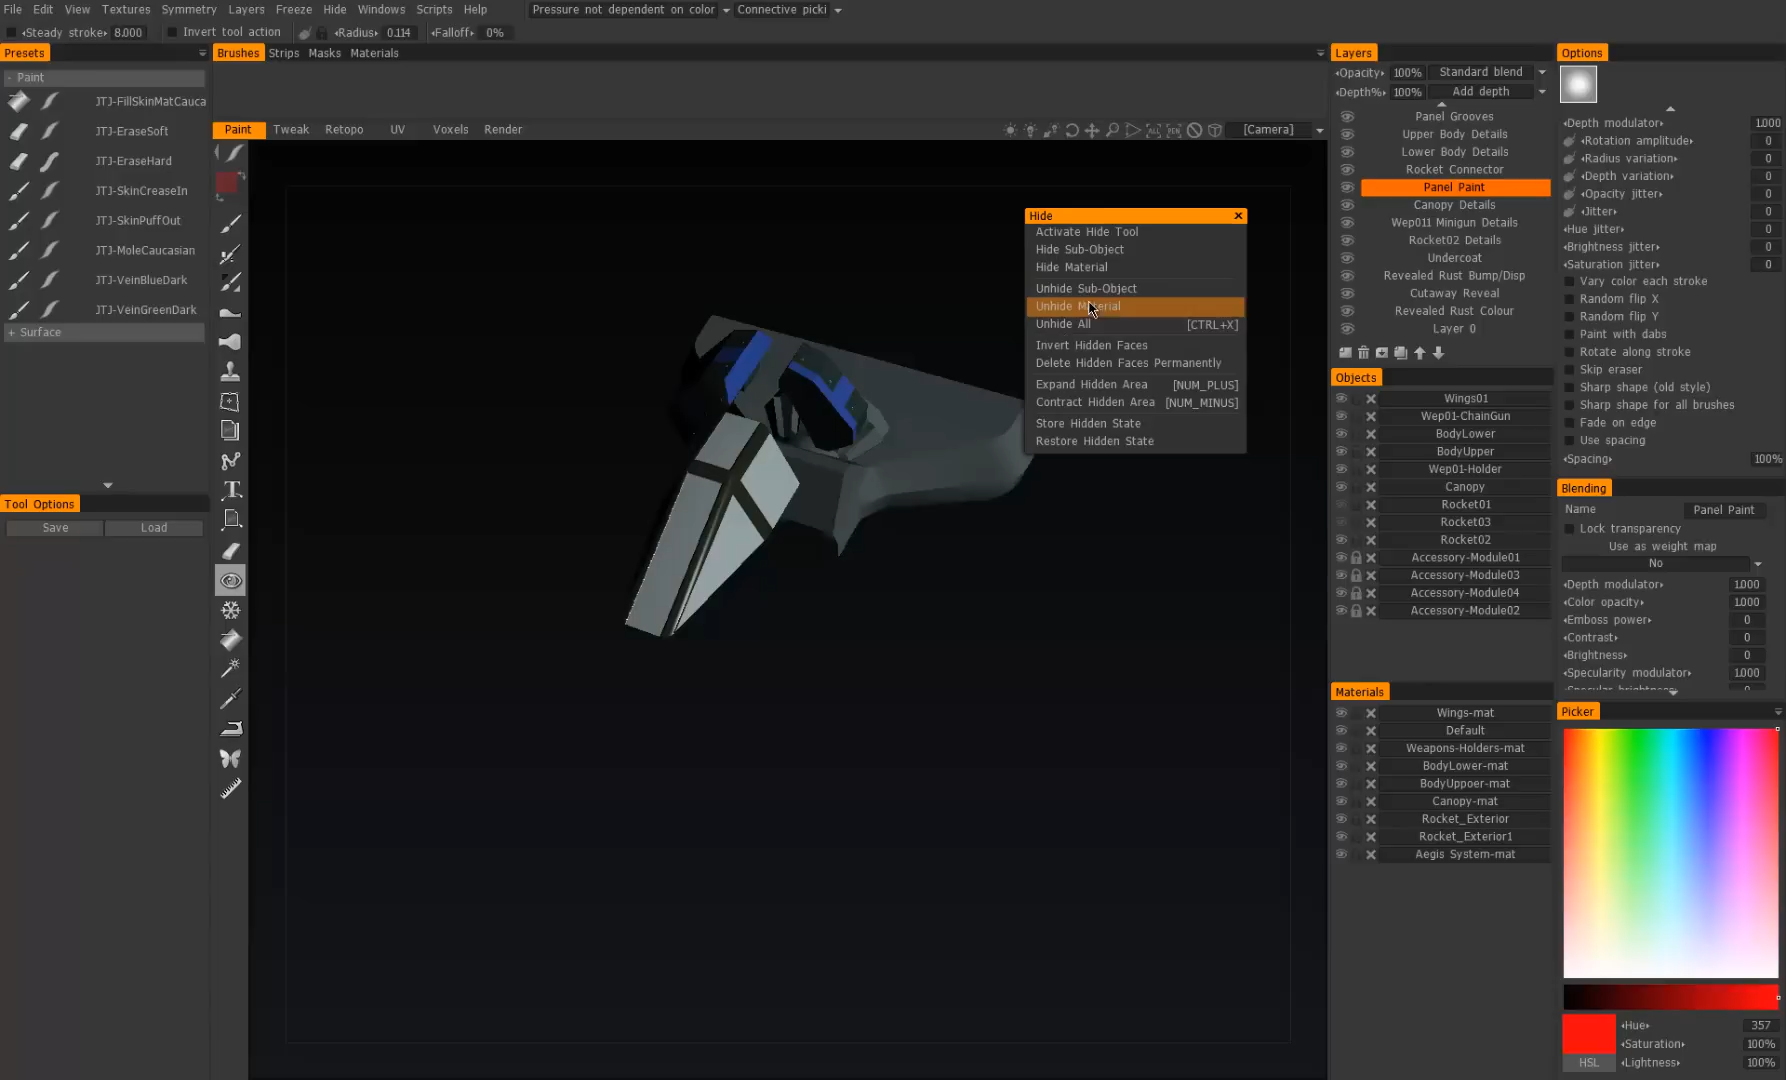 File Edit View Textures Symmetry Layers Freeze Hide Windows Scripts Help Pressure not dependent on color Connective picki
Steady stroke 8.000 Invert tool action Radius 0.114 Falloff 0%
Presets
Paint
JTJ-FillSkinMatCauca
JTJ-EraseSoft
JTJ-EraseHard
JTJ-SkinCreaseIn
JTJ-SkinPuffOut
JTJ-MoleCaucasian
JTJ-VeinBlueDark
JTJ-VeinGreenDark
+ Surface
Tool Options
Save Load
Brushes Strips Masks Materials
Paint Tweak Retopo UV Voxels Render [Camera]
Hide
Activate Hide Tool
Hide Sub-Object
Hide Material
Unhide Sub-Object
Unhide Material
Unhide All [CTRL+X]
Invert Hidden Faces
Delete Hidden Faces Permanently
Expand Hidden Area [NUM_PLUS]
Contract Hidden Area [NUM_MINUS]
Store Hidden State
Restore Hidden State
Layers
Opacity 100% Standard blend
Depth% 100% Add depth
Panel Grooves
Upper Body Details
Lower Body Details
Rocket Connector
Panel Paint
Canopy Details
Wep011 Minigun Details
Rocket02 Details
Undercoat
Revealed Rust Bump/Disp
Cutaway Reveal
Revealed Rust Colour
Layer 0
Objects
Wings01
Wep01-ChainGun
BodyLower
BodyUpper
Wep01-Holder
Canopy
Rocket01
Rocket03
Rocket02
Accessory-Module01
Accessory-Module03
Accessory-Module04
Accessory-Module02
Materials
Wings-mat
Default
Weapons-Holders-mat
BodyLower-mat
BodyUppoer-mat
Canopy-mat
Rocket_Exterior
Rocket_Exterior1
Aegis System-mat
Options
Depth modulator 1.000
Rotation amplitude 0
Radius variation 0
Depth variation 0
Opacity jitter 0
Jitter 0
Hue jitter 0
Brightness jitter 0
Saturation jitter 0
Vary color each stroke
Random flip X
Random flip Y
Paint with dabs
Rotate along stroke
Skip eraser
Sharp shape (old style)
Sharp shape for all brushes
Fade on edge
Use spacing
Spacing 100%
Blending
Name Panel Paint
Lock transparency
Use as weight map
No
Depth modulator 1.000
Color opacity 1.000
Emboss power 0
Contrast 0
Brightness 0
Specularity modulator 1.000
Specular brightness 0
Picker
Hue 357
Saturation 100%
HSL Lightness 100%